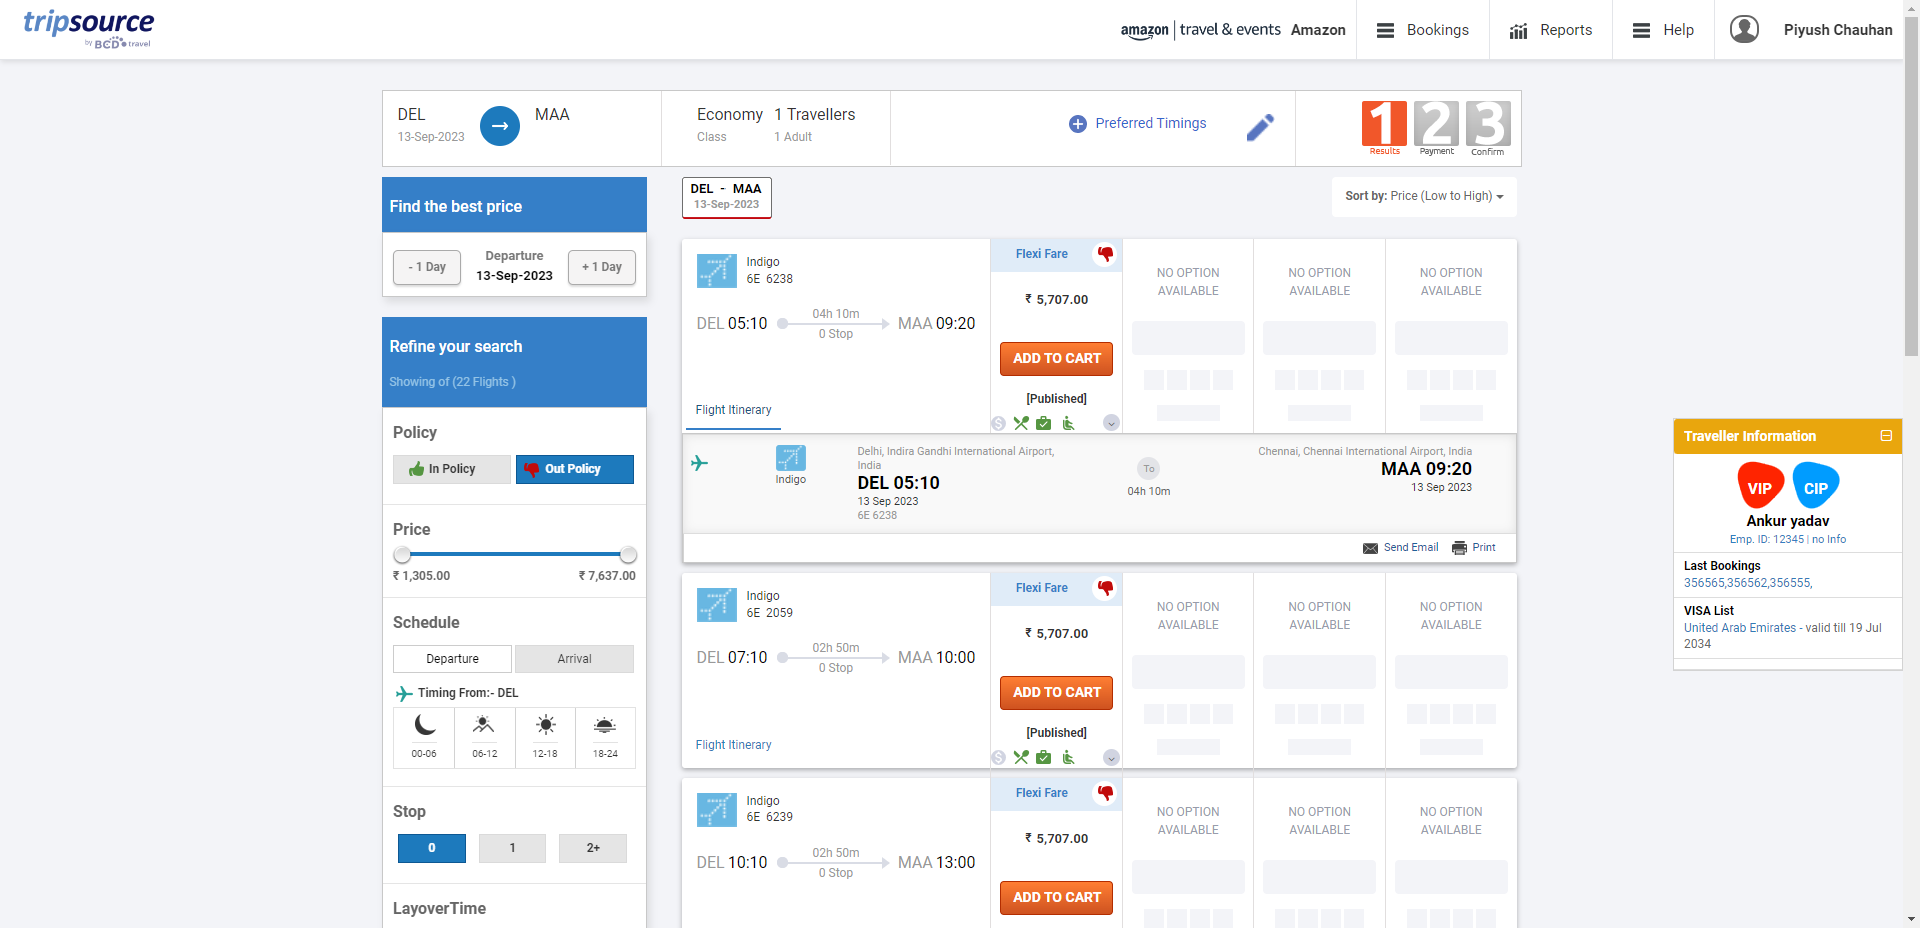 tripsource
by BCD travel
amazon | travel & events Amazon
Bookings
Reports
Help
Piyush Chauhan
DEL
13-Sep-2023
MAA
Economy
Class
1 Travellers
1 Adult
Preferred Timings
1 2 3
Results Payment Confirm
Find the best price
- 1 Day
Departure
13-Sep-2023
+ 1 Day
Refine your search
Showing of (22 Flights )
Policy
In Policy
Out Policy
Price
₹ 1,305.00
₹ 7,637.00
Schedule
Departure
Arrival
Timing From:- DEL
00-06
06-12
12-18
18-24
Stop
0
1
2+
LayoverTime
DEL - MAA
13-Sep-2023
Sort by: Price (Low to High)
Indigo
6E 6238
DEL 05:10
04h 10m
0 Stop
MAA 09:20
Flight Itinerary
Flexi Fare
₹ 5,707.00
ADD TO CART
[Published]
NO OPTION
AVAILABLE
NO OPTION
AVAILABLE
NO OPTION
AVAILABLE
Indigo
Delhi, Indira Gandhi International Airport,
India
DEL 05:10
13 Sep 2023
6E 6238
To
04h 10m
Chennai, Chennai International Airport, India
MAA 09:20
13 Sep 2023
Send Email
Print
Indigo
6E 2059
DEL 07:10
02h 50m
0 Stop
MAA 10:00
Flight Itinerary
Flexi Fare
₹ 5,707.00
ADD TO CART
[Published]
NO OPTION
AVAILABLE
NO OPTION
AVAILABLE
NO OPTION
AVAILABLE
Indigo
6E 6239
DEL 10:10
02h 50m
0 Stop
MAA 13:00
Flexi Fare
₹ 5,707.00
ADD TO CART
NO OPTION
AVAILABLE
NO OPTION
AVAILABLE
NO OPTION
AVAILABLE
Traveller Information
VIP
CIP
Ankur yadav
Emp. ID: 12345 | no Info
Last Bookings
356565,356562,356555,
VISA List
United Arab Emirates - valid till 19 Jul
2034